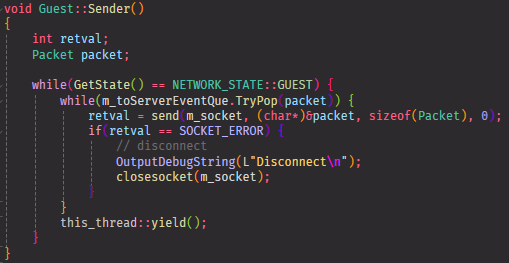 void Guest::Sender()
{
    int retval;
    Packet packet;

    while(GetState() == NETWORK_STATE::GUEST) {
        while(m_toServerEventQue.TryPop(packet)) {
            retval = send(m_socket, (char*)&packet, sizeof(Packet), 0);
            if(retval == SOCKET_ERROR) {
                // disconnect
                OutputDebugString(L"Disconnect\n");
                closesocket(m_socket);
            }
        }
        this_thread::yield();
    }
}